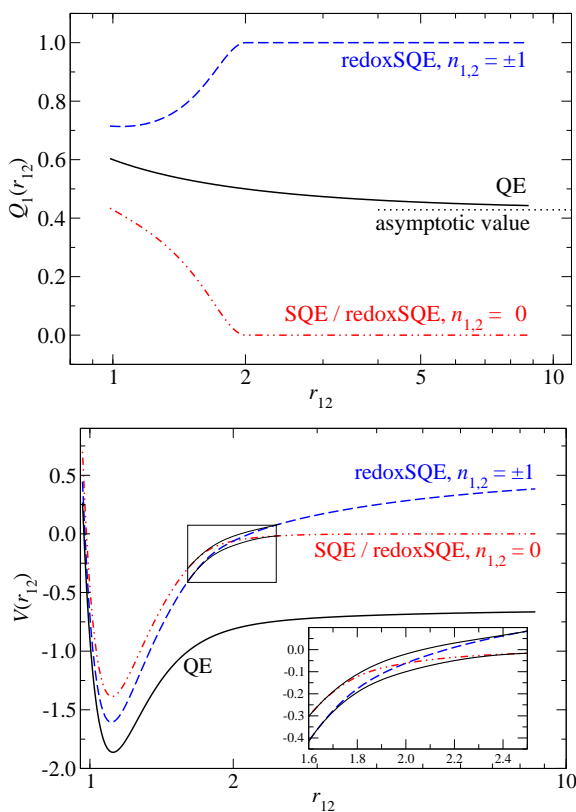 1.0
redoxSQE, n1,2 = ±1
0.8
Q1(r12)
0.6
QE
0.4
asymptotic value
0.2
SQE / redoxSQE, n1,2 = 0
0.0
1 2 5 10
r12
0.5
redoxSQE, n1,2 = ±1
0.0
SQE / redoxSQE, n1,2 = 0
V(r12)
-0.5
QE
-1.0
-1.5
-2.0
0.0
-0.1
-0.2
-0.3
-0.4
1.6 1.8 2.0 2.2 2.4
1 2 10
r12